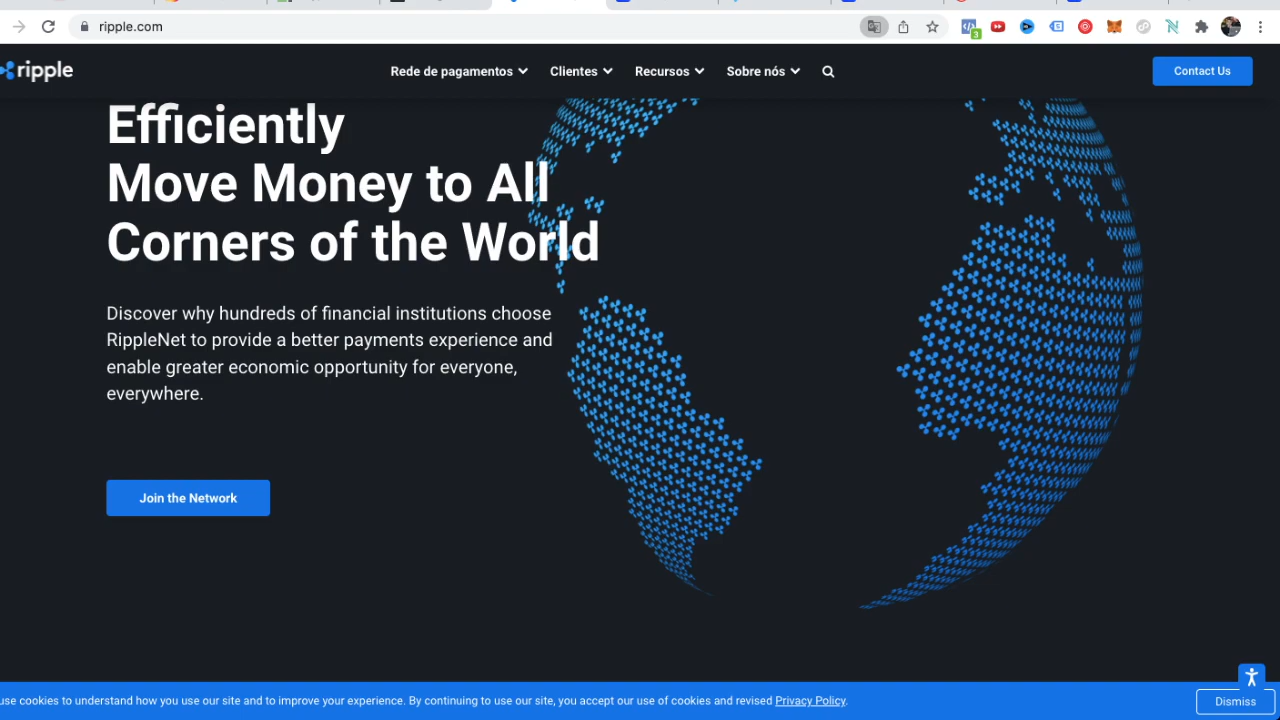 ripple.com
3
ripple
Rede de pagamentos
Clientes
Recursos
Sobre nós
Contact Us
Efficiently
Move Money to All
Corners of the World
Discover why hundreds of financial institutions choose
RippleNet to provide a better payments experience and
enable greater economic opportunity for everyone,
everywhere.
Join the Network
use cookies to understand how you use our site and to improve your experience. By continuing to use our site, you accept our use of cookies and revised Privacy Policy.
Dismiss